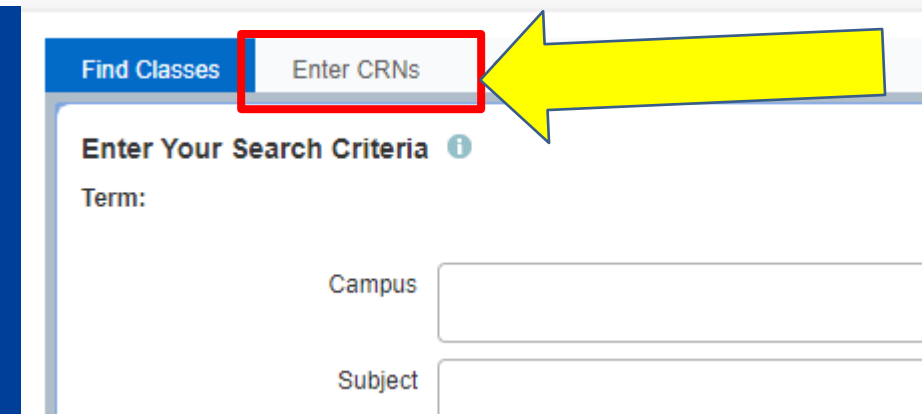 Find Classes Enter CRNs
Enter Your Search Criteria
Term:
Campus
Subject